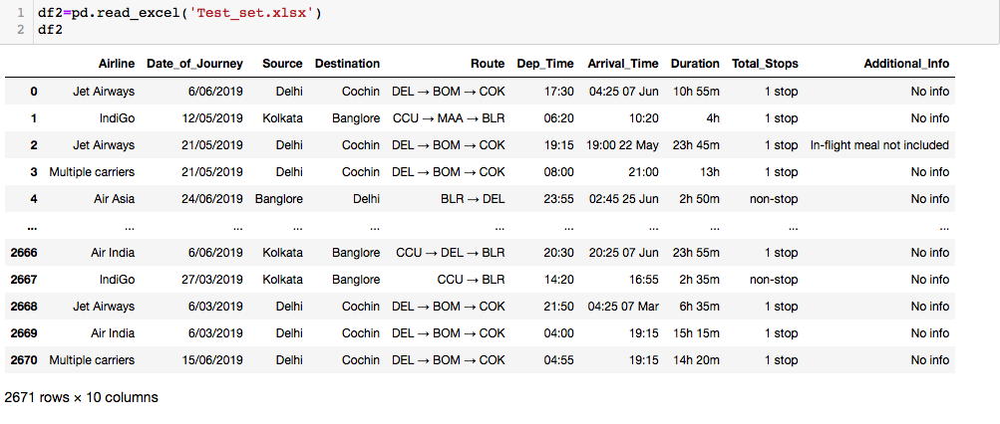 1 df2=pd.read_excel('Test_set.xlsx')
2 df2
Airline Date_of_Journey Source Destination Route Dep_Time Arrival_Time Duration Total_Stops Additional_Info
0 Jet Airways 6/06/2019 Delhi Cochin DEL → BOM → COK 17:30 04:25 07 Jun 10h 55m 1 stop No info
1 IndiGo 12/05/2019 Kolkata Banglore CCU → MAA → BLR 06:20 10:20 4h 1 stop No info
2 Jet Airways 21/05/2019 Delhi Cochin DEL → BOM → COK 19:15 19:00 22 May 23h 45m 1 stop In-flight meal not included
3 Multiple carriers 21/05/2019 Delhi Cochin DEL → BOM → COK 08:00 21:00 13h 1 stop No info
4 Air Asia 24/06/2019 Banglore Delhi BLR → DEL 23:55 02:45 25 Jun 2h 50m non-stop No info
... ... ... ... ... ... ... ... ... ... ...
2666 Air India 6/06/2019 Kolkata Banglore CCU → DEL → BLR 20:30 20:25 07 Jun 23h 55m 1 stop No info
2667 IndiGo 27/03/2019 Kolkata Banglore CCU → BLR 14:20 16:55 2h 35m non-stop No info
2668 Jet Airways 6/03/2019 Delhi Cochin DEL → BOM → COK 21:50 04:25 07 Mar 6h 35m 1 stop No info
2669 Air India 6/03/2019 Delhi Cochin DEL → BOM → COK 04:00 19:15 15h 15m 1 stop No info
2670 Multiple carriers 15/06/2019 Delhi Cochin DEL → BOM → COK 04:55 19:15 14h 20m 1 stop No info
2671 rows × 10 columns